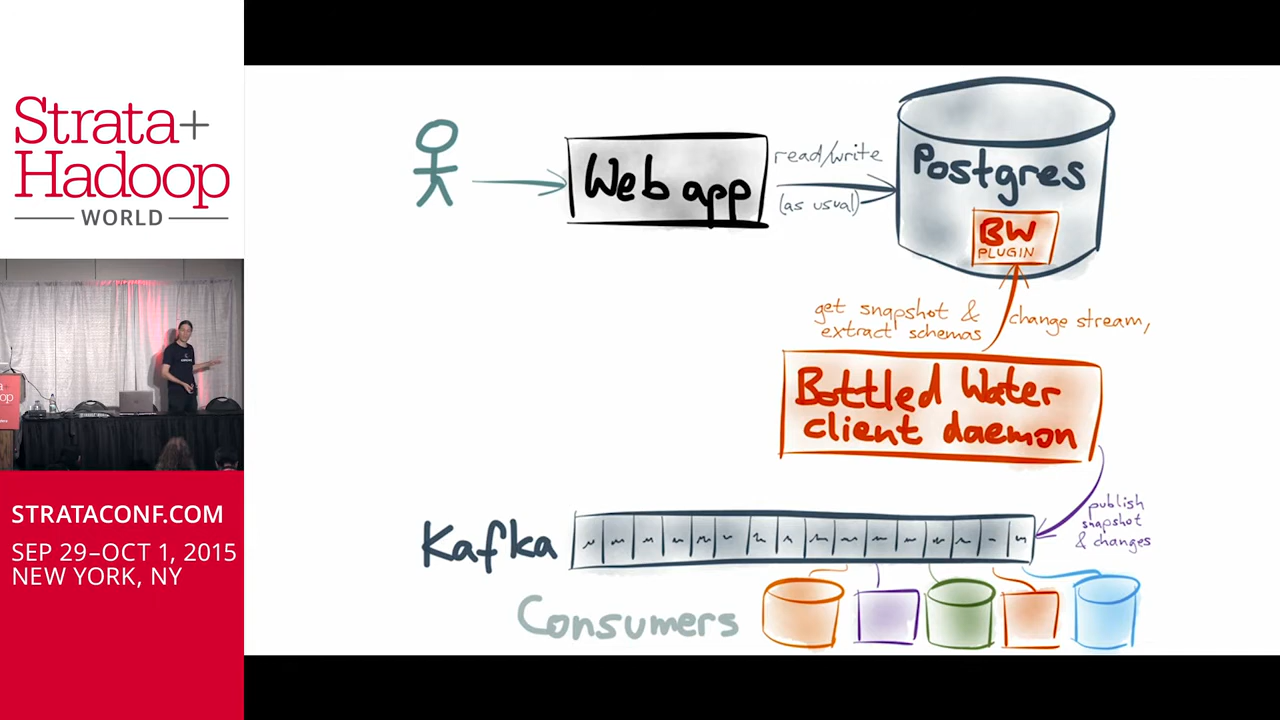 Strata+
Hadoop
WORLD
STRATACONF.COM
SEP 29–OCT 1, 2015
NEW YORK, NY
Web app
read/write
(as usual)
Postgres
BW
PLUGIN
get snapshot &
extract schemas
change stream,
Bottled Water
client daemon
publish
snapshot
& changes
Kafka
Consumers